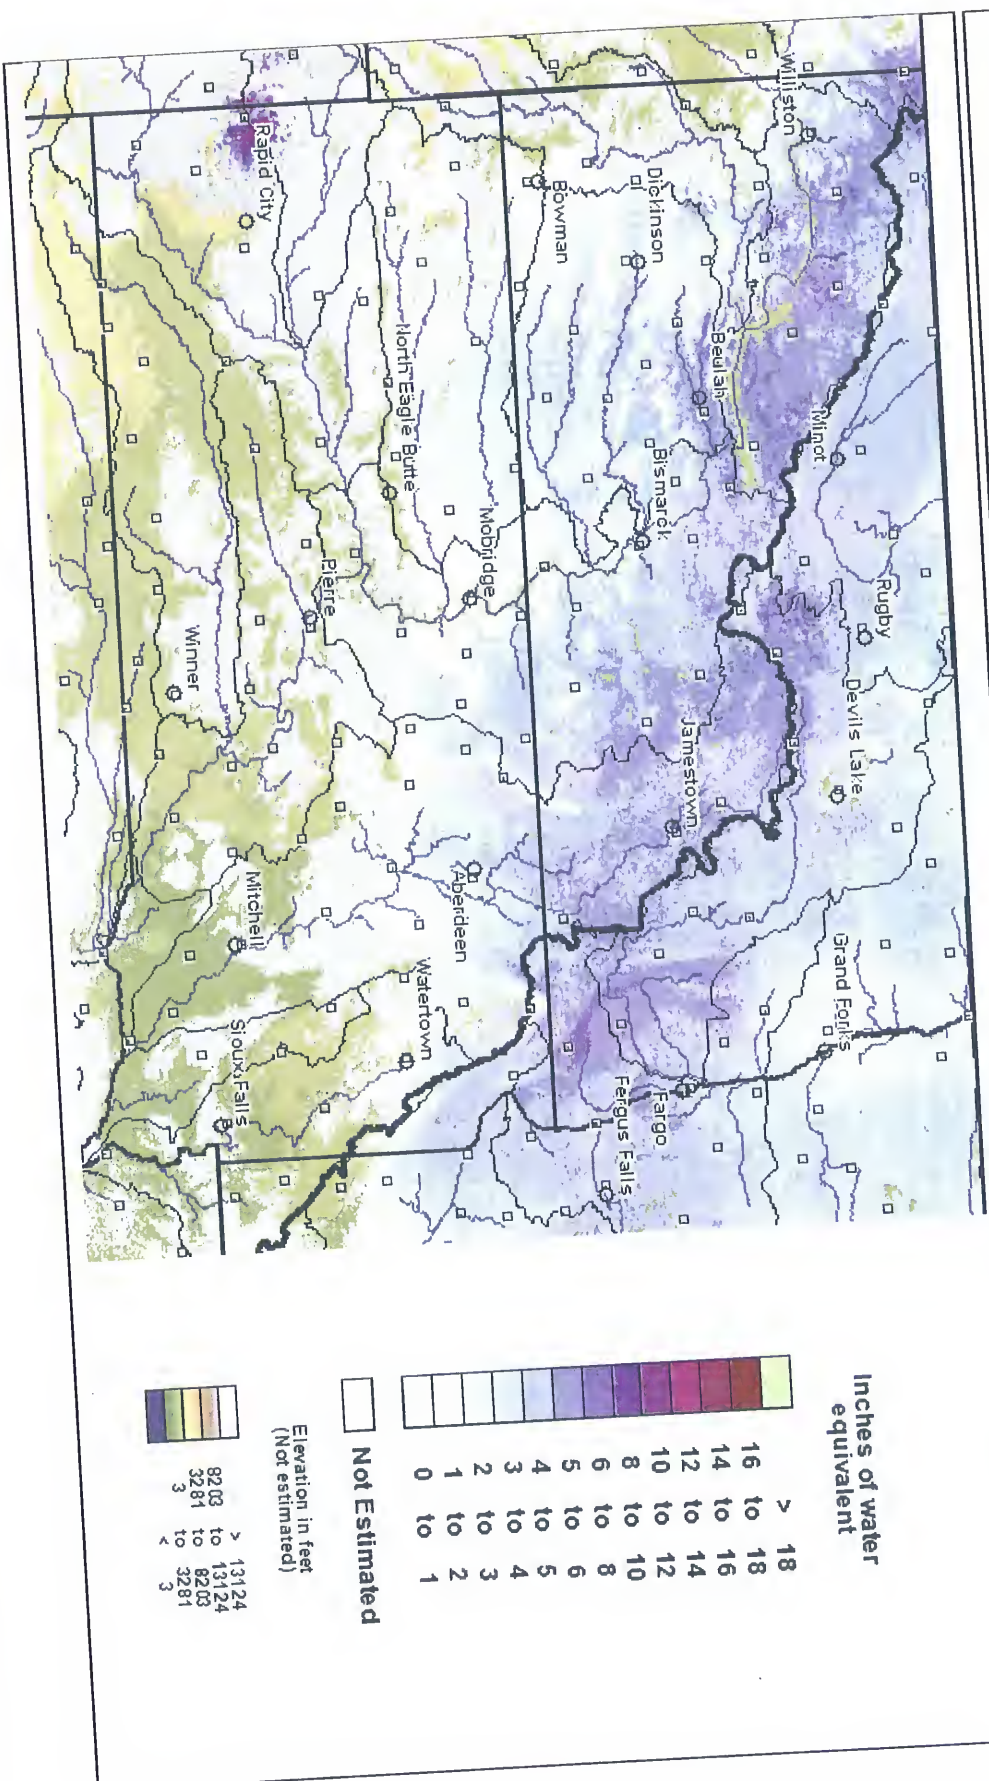 Williston
Minot
Rugby
Devils Lake
Grand Forks
Dickinson
Beulah
Bismarck
Jamestown
Fargo
Fergus Falls
Bowman
North Eagle Butte
Mobridge
Aberdeen
Watertown
Rapid City
Pierre
Winner
Mitchell
Sioux Falls
Inches of water
equivalent
> 18
16 to 18
14 to 16
12 to 14
10 to 12
8 to 10
6 to 8
5 to 6
4 to 5
3 to 4
2 to 3
1 to 2
0 to 1
Not Estimated
Elevation in feet
(Not estimated)
> 13124
8203 to 13124
3281 to 8203
3 to 3281
< 3